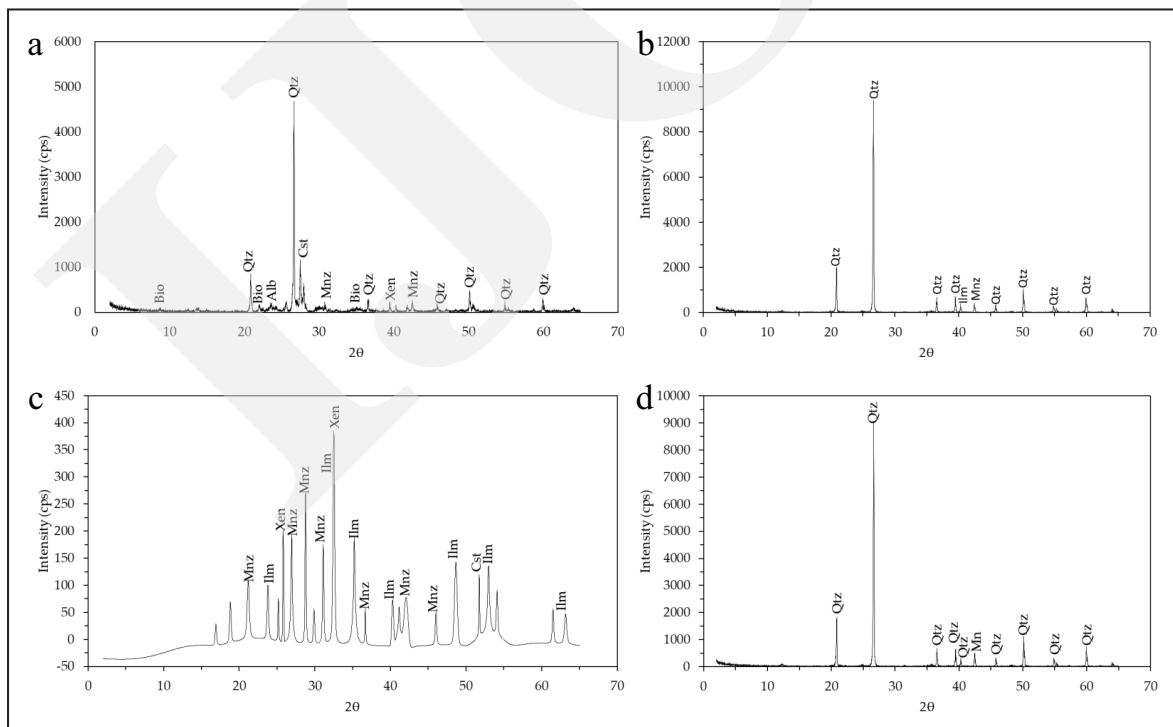 a
6000
5000
4000
3000
2000
1000
0
Intensity (cps)
Bio
Qtz
Bio
Alb
Qtz
Cst
Mnz
Bio
Qtz
Xen
Mnz
Qtz
Qtz
Qtz
Qtz
0 10 20 30 40 50 60 70
2θ
b
12000
10000
8000
6000
4000
2000
0
Intensity (cps)
Qtz
Qtz
Qtz
Qtz
Ilm
Mnz
Qtz
Qtz
Qtz
Qtz
0 10 20 30 40 50 60 70
2θ
c
450
400
350
300
250
200
150
100
50
0
-50
Intensity (cps)
Mnz
Ilm
Xen
Mnz
Mnz
Mnz
Ilm
Xen
Ilm
Mnz
Ilm
Mnz
Mnz
Ilm
Cst
Ilm
Ilm
0 10 20 30 40 50 60 70
2θ
d
10000
9000
8000
7000
6000
5000
4000
3000
2000
1000
0
Intensity (cps)
Qtz
Qtz
Qtz
Qtz
Qtz
Mn
Qtz
Qtz
Qtz
Qtz
0 10 20 30 40 50 60 70
2θ